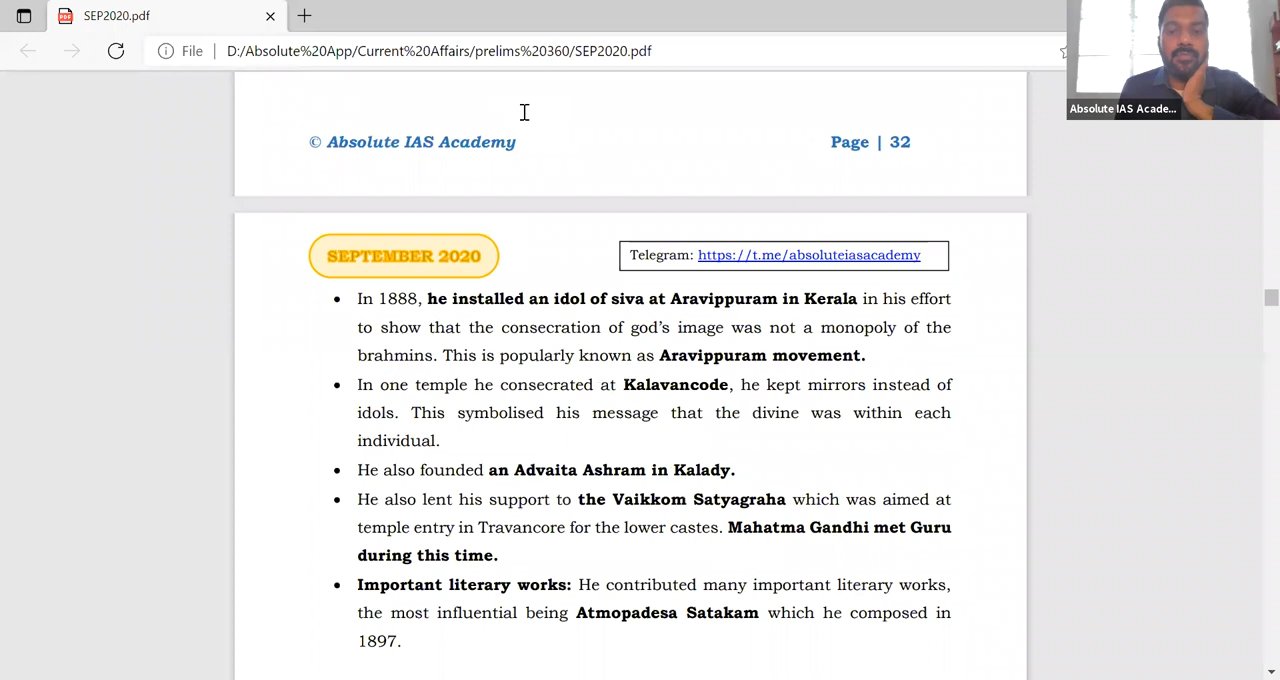 SEP2020.pdf
File
D:/Absolute%20App/Current%20Affairs/prelims%20360/SEP2020.pdf
Absolute IAS Acade...
© Absolute IAS Academy
Page | 32
SEPTEMBER 2020
Telegram: https://t.me/absoluteiasacademy
• In 1888, he installed an idol of siva at Aravippuram in Kerala in his effort
to show that the consecration of god's image was not a monopoly of the
brahmins. This is popularly known as Aravippuram movement.
• In one temple he consecrated at Kalavancode, he kept mirrors instead of
idols. This symbolised his message that the divine was within each
individual.
• He also founded an Advaita Ashram in Kalady.
• He also lent his support to the Vaikkom Satyagraha which was aimed at
temple entry in Travancore for the lower castes. Mahatma Gandhi met Guru
during this time.
• Important literary works: He contributed many important literary works,
the most influential being Atmopadesa Satakam which he composed in
1897.